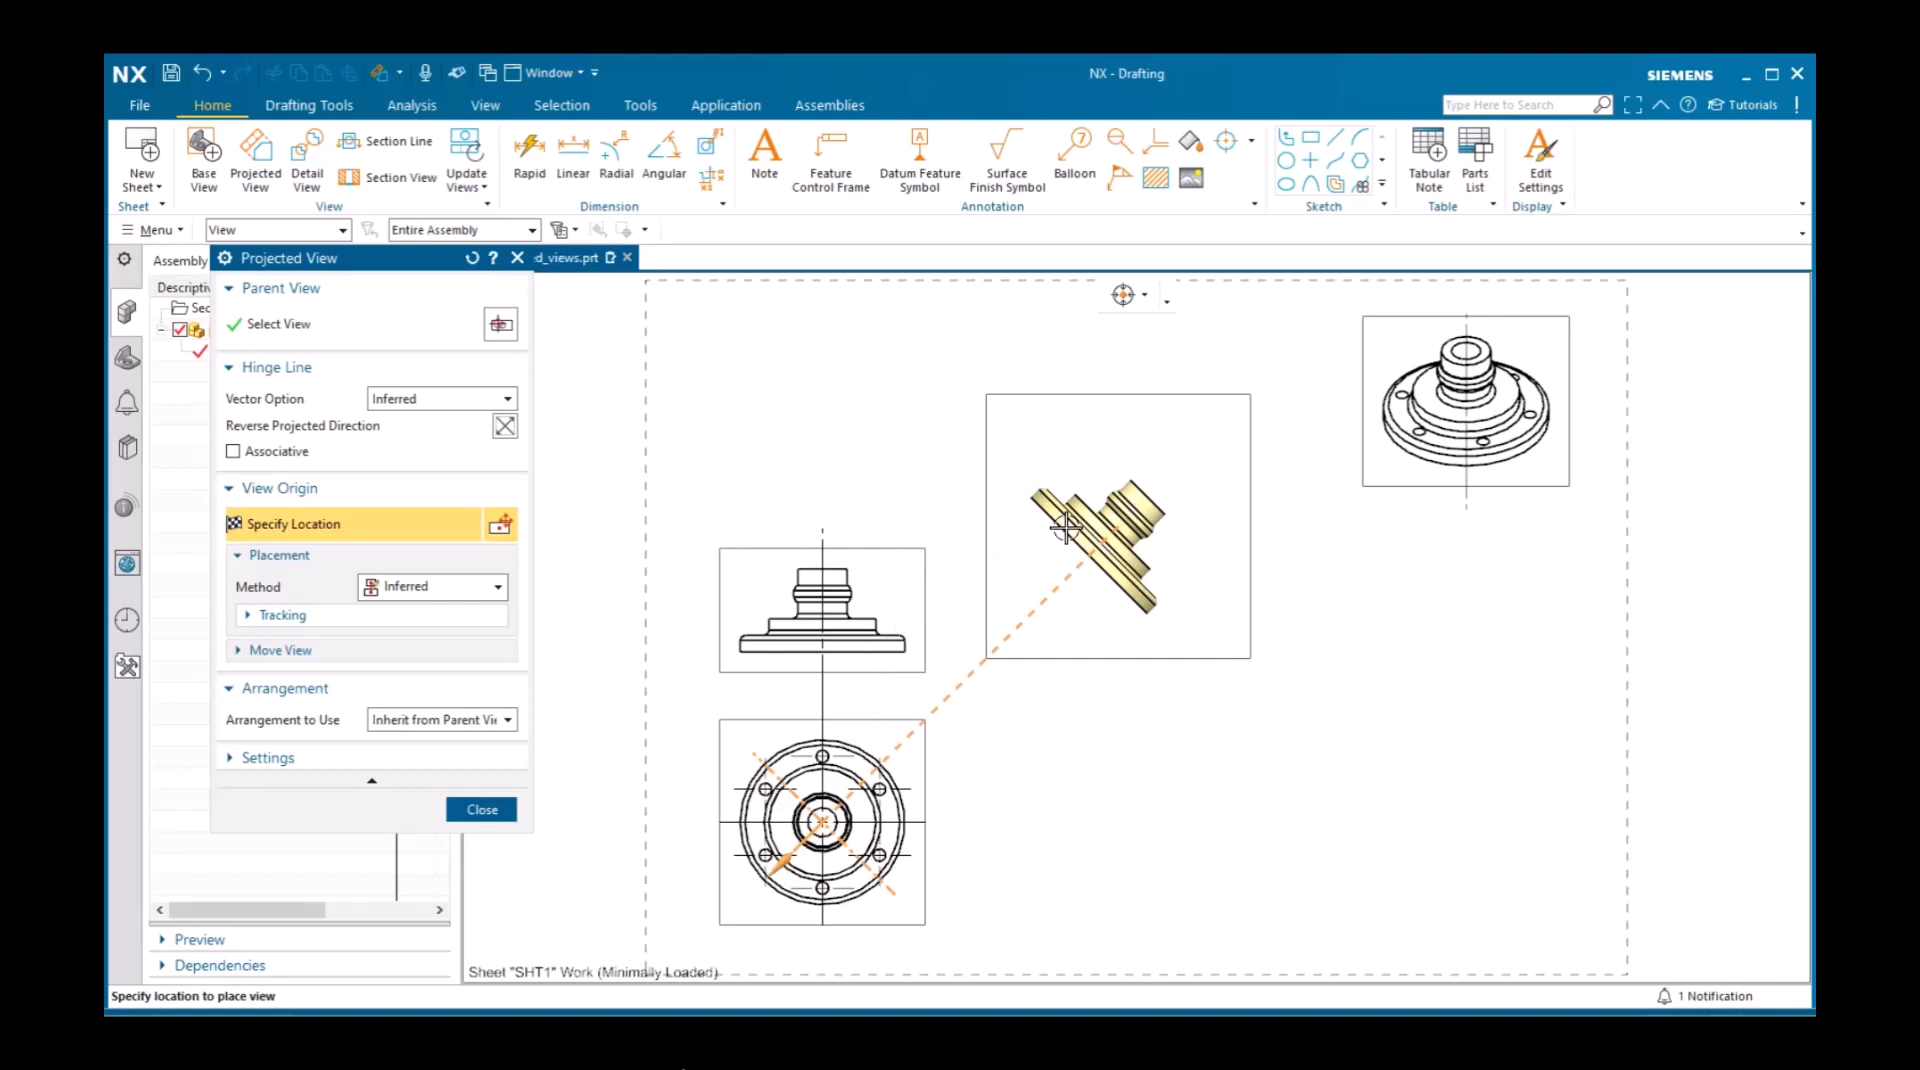 NX Window NX - Drafting SIEMENS
File Home Drafting Tools Analysis View Selection Tools Application Assemblies Type Here to Search Tutorials
New Sheet Base View Projected View Detail View Section Line Section View Update Views Rapid Linear Radial Angular Note Feature Control Frame Datum Feature Symbol Surface Finish Symbol Balloon Tabular Note Parts List Edit Settings
Sheet View Dimension Annotation Sketch Table Display
Menu View Entire Assembly
Assembly Projected View d_views.prt
Descriptiv
Sec
Parent View
Select View
Hinge Line
Vector Option Inferred
Reverse Projected Direction
Associative
View Origin
Specify Location
Placement
Method Inferred
Tracking
Move View
Arrangement
Arrangement to Use Inherit from Parent Vie
Settings
Close
Preview
Dependencies
Sheet "SHT1" Work (Minimally Loaded)
Specify location to place view 1 Notification